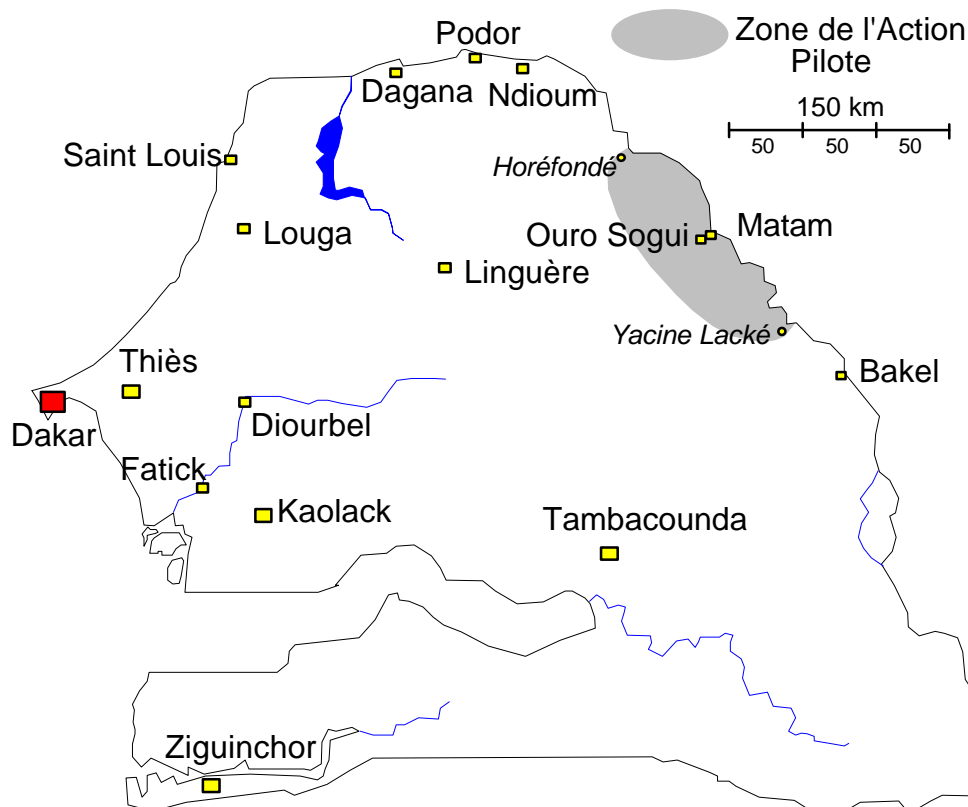 Zone de l'Action
Pilote
150 km
50 50 50
Podor
Dagana
Ndioum
Saint Louis
Horéfondé
Louga
Ouro Sogui
Matam
Linguère
Yacine Lacké
Thiès
Bakel
Dakar
Diourbel
Fatick
Kaolack
Tambacounda
Ziguinchor